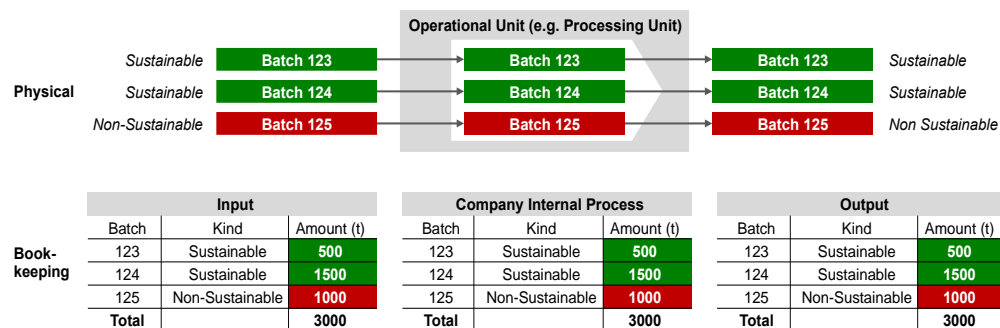 Operational Unit (e.g. Processing Unit)
Sustainable Batch 123 Batch 123 Batch 123 Sustainable
Physical Sustainable Batch 124 Batch 124 Batch 124 Sustainable
Non-Sustainable Batch 125 Batch 125 Batch 125 Non Sustainable
Input Company Internal Process Output
Batch Kind Amount (t) Batch Kind Amount (t) Batch Kind Amount (t)
Book-
keeping
123 Sustainable 500 123 Sustainable 500 123 Sustainable 500
124 Sustainable 1500 124 Sustainable 1500 124 Sustainable 1500
125 Non-Sustainable 1000 125 Non-Sustainable 1000 125 Non-Sustainable 1000
Total 3000 Total 3000 Total 3000